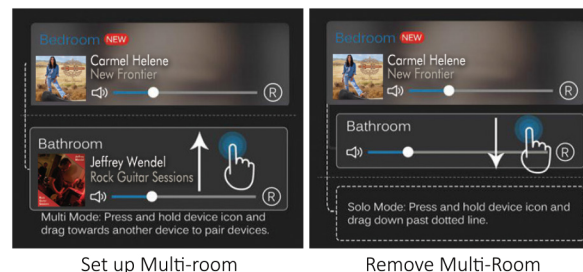 Bedroom NEW
Carmel Helene
New Frontier
R
Bathroom
Jeffrey Wendel
Rock Guitar Sessions
R
Multi Mode: Press and hold device icon and
drag towards another device to pair devices.
Set up Multi-room
Bedroom NEW
Carmel Helene
New Frontier
R
Bathroom
R
Solo Mode: Press and hold device icon and
drag down past dotted line.
Remove Multi-Room